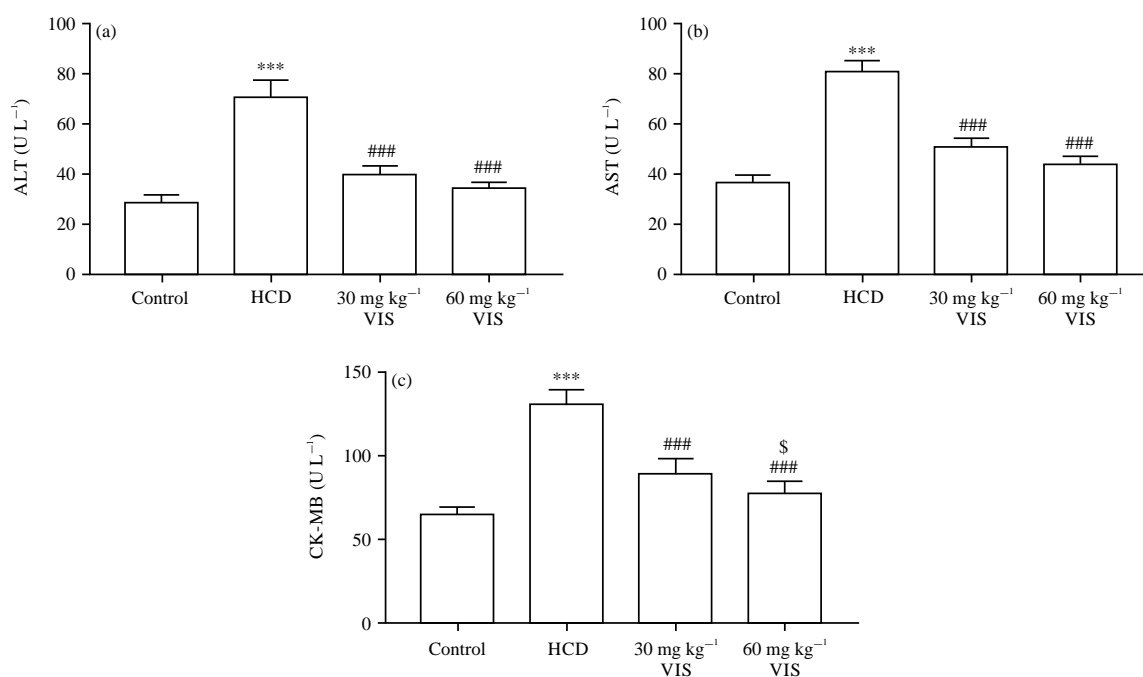 (a)
ALT (U L⁻¹)
100
80
60
40
20
0
***
###
###
Control
HCD
30 mg kg⁻¹
VIS
60 mg kg⁻¹
VIS
(b)
AST (U L⁻¹)
100
80
60
40
20
0
***
###
###
Control
HCD
30 mg kg⁻¹
VIS
60 mg kg⁻¹
VIS
(c)
CK-MB (U L⁻¹)
150
100
50
0
***
###
$
###
Control
HCD
30 mg kg⁻¹
VIS
60 mg kg⁻¹
VIS